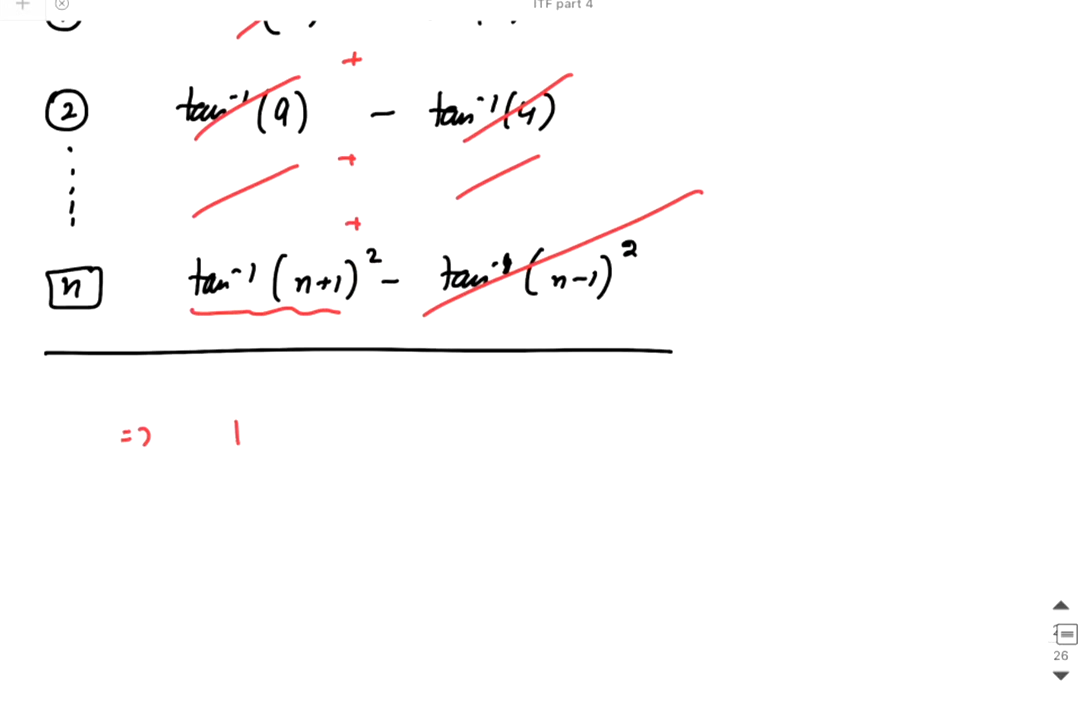 ITF part 4
+
② tan⁻¹(9) − tan⁻¹(4)
+
+
n tan⁻¹(n+1)² − tan⁻¹(n−1)²
=> |
26